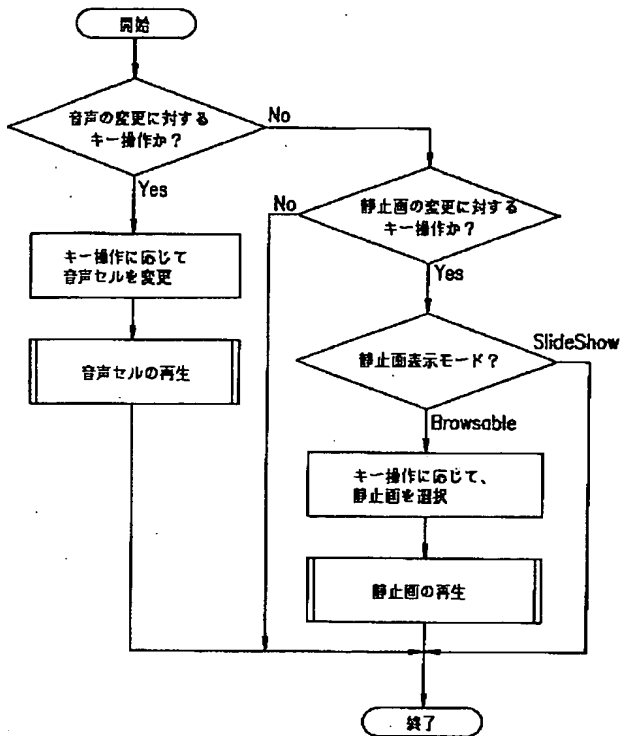 開始
音声の変更に対する
キー操作か？
No
Yes
キー操作に応じて
音声セルを変更
音声セルの再生
静止画の変更に対する
キー操作か？
No
Yes
静止画表示モード？
SlideShow
Browsable
キー操作に応じて、
静止画を選択
静止画の再生
終了